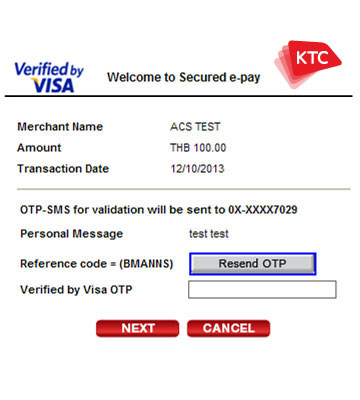 Verified by
VISA
Welcome to Secured e-pay
KTC
Merchant Name ACS TEST
Amount THB 100.00
Transaction Date 12/10/2013
OTP-SMS for validation will be sent to 0X-XXXX7029
Personal Message test test
Reference code = (BMANNS) Resend OTP
Verified by Visa OTP
NEXT CANCEL